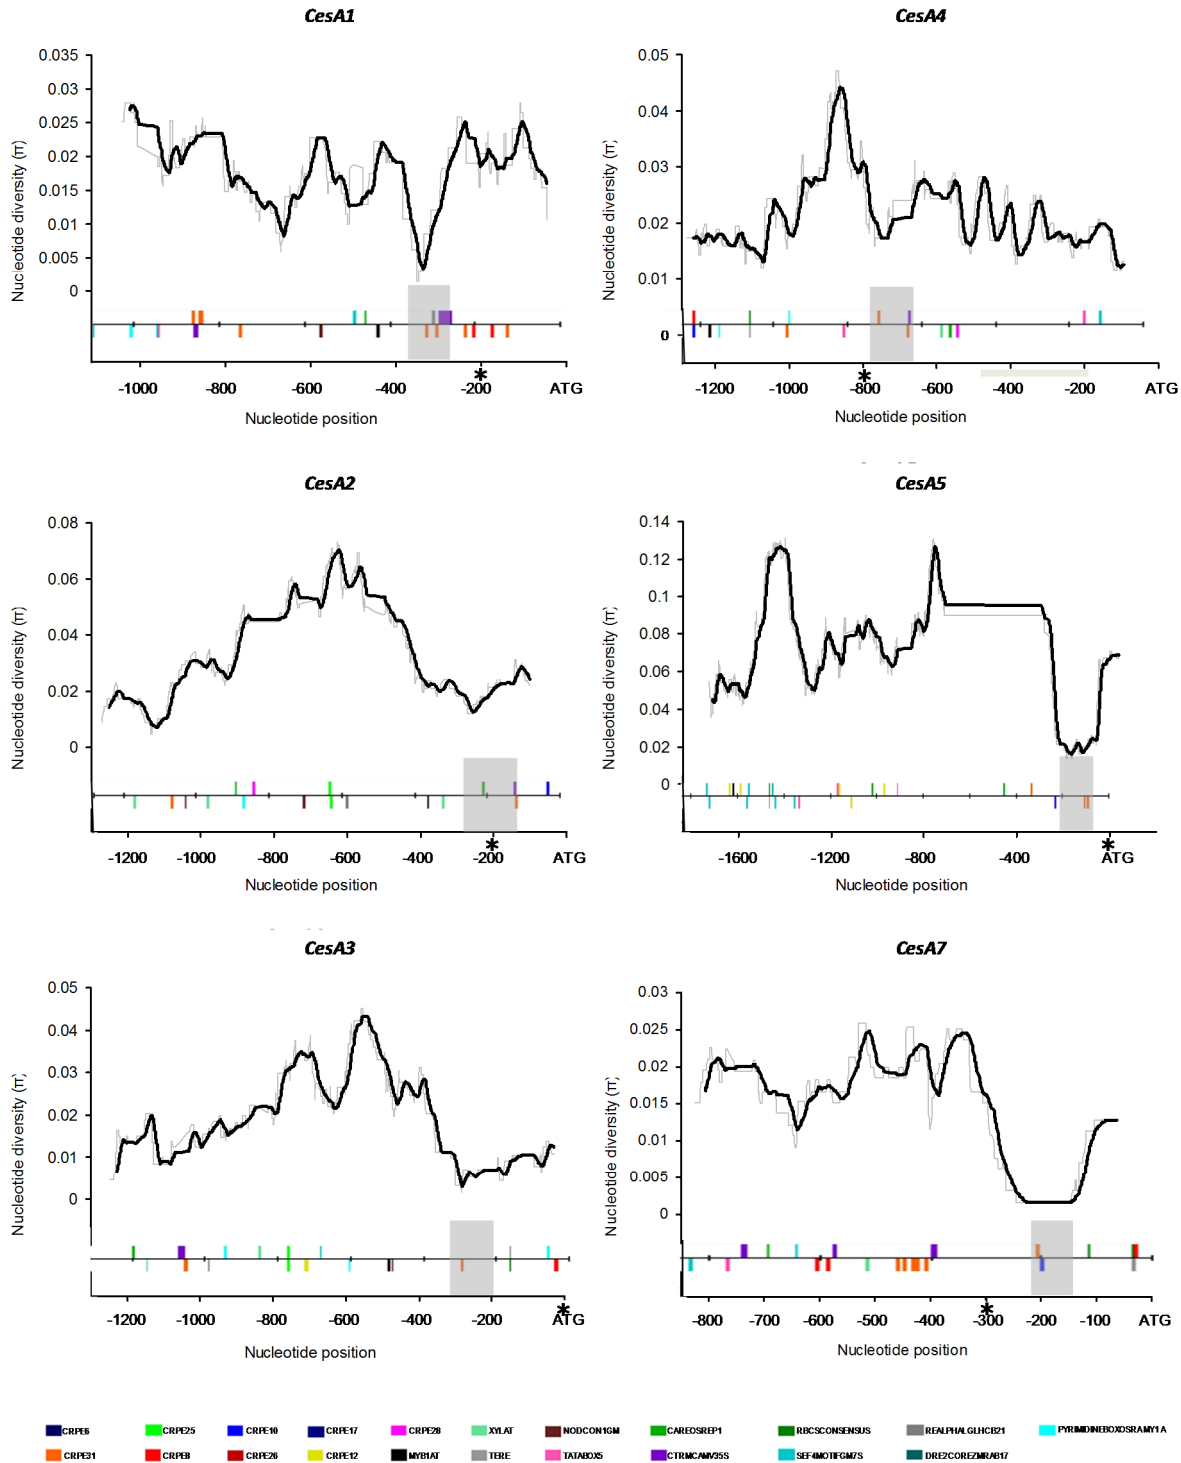 CesA1
0.035
0.03
0.025
0.02
0.015
0.01
0.005
0
Nucleotide diversity (π)
-1000 -800 -600 -400 -200 ATG
*
Nucleotide position
CesA4
0.05
0.04
0.03
0.02
0.01
0
Nucleotide diversity (π)
-1200 -1000 -800 -600 -400 -200 ATG
*
Nucleotide position
CesA2
0.08
0.06
0.04
0.02
0
Nucleotide diversity (π)
-1200 -1000 -800 -600 -400 -200 ATG
*
Nucleotide position
CesA5
0.14
0.12
0.1
0.08
0.06
0.04
0.02
0
Nucleotide diversity (π)
-1600 -1200 -800 -400 ATG
*
Nucleotide position
CesA3
0.05
0.04
0.03
0.02
0.01
0
Nucleotide diversity (π)
-1200 -1000 -800 -600 -400 -200 ATG
*
Nucleotide position
CesA7
0.03
0.025
0.02
0.015
0.01
0.005
0
Nucleotide diversity (π)
-800 -700 -600 -500 -400 -300 -200 -100 ATG
*
Nucleotide position
CRPE6 CRPE25 CRPE10 CRPE17 CRPE28 XYLAT NODCON1GM CAREOSREP1 RBCSCONSENSUS REALPHALGLHCB21 PYRIMIDINEBOXOSRAMY1A
CRPE31 CRPE8 CRPE26 CRPE12 MYB1AT TERE TATABOX5 CTRMCAMV35S SEF4MOTIFGM7S DRE2COREZMRAB17